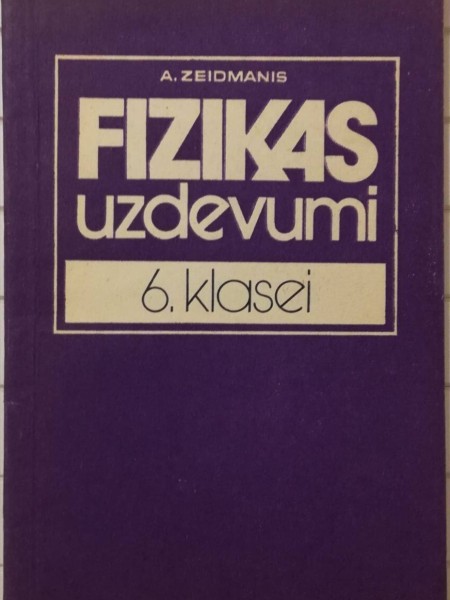 A. ZEIDMANIS
FIZIKAS
uzdevumi
6. klasei